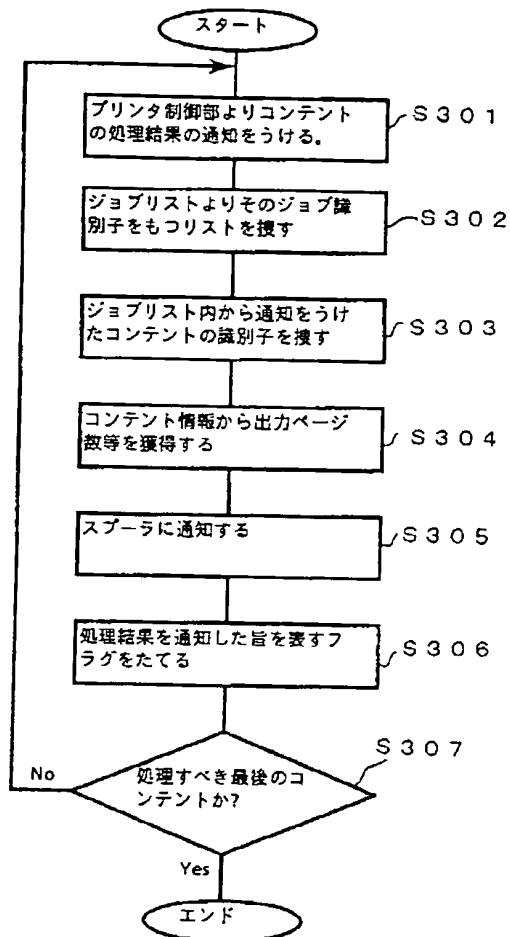 スタート
プリンタ制御部よりコンテント
の処理結果の通知をうける。
S301
ジョブリストよりそのジョブ識
別子をもつリストを捜す
S302
ジョブリスト内から通知をうけ
たコンテントの識別子を捜す
S303
コンテント情報から出力ページ
数等を獲得する
S304
スプーラに通知する
S305
処理結果を通知した旨を表すフ
ラグをたてる
S306
S307
処理すべき最後のコ
ンテントか?
No
Yes
エンド